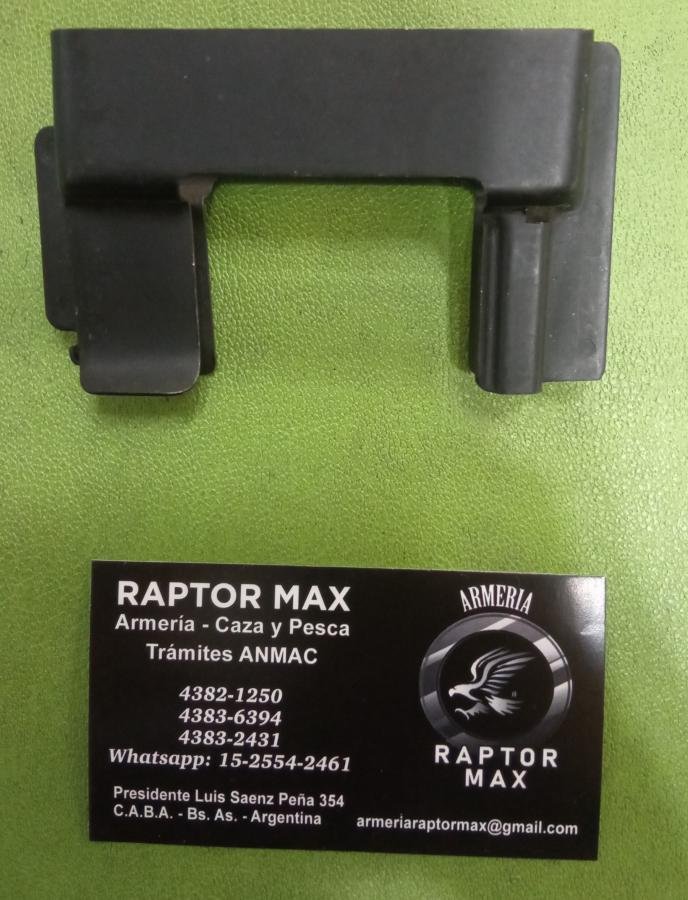 RAPTOR MAX
Armería - Caza y Pesca
Trámites ANMAC
4382-1250
4383-6394
4383-2431
Whatsapp: 15-2554-2461
Presidente Luis Saenz Peña 354
C.A.B.A. - Bs. As. - Argentina
ARMERIA
RAPTOR
MAX
armeriaraptormax@gmail.com